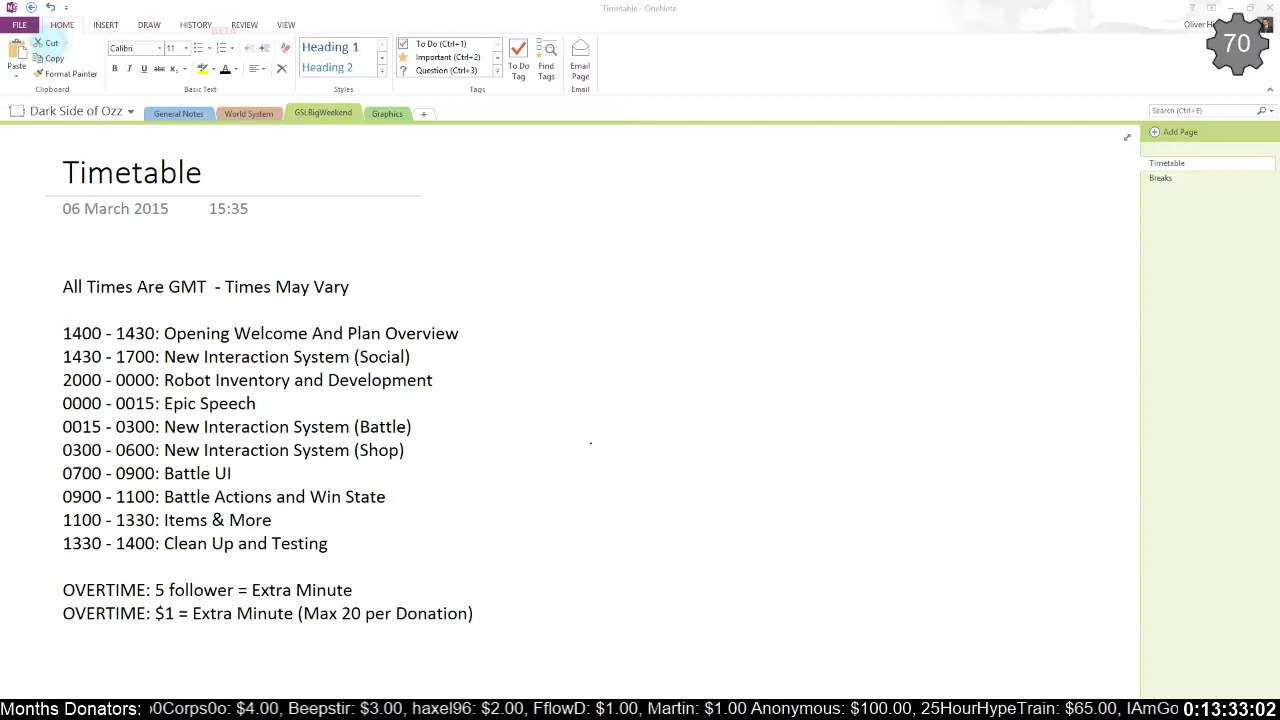 Timetable - OneNote
FILE HOME INSERT DRAW HISTORY REVIEW VIEW
BETA
Oliver Hi
70
Paste
Cut
Copy
Format Painter
Clipboard
Calibri 11
B I U abc x₂ A
Basic Text
Heading 1
Heading 2
Styles
To Do (Ctrl+1)
Important (Ctrl+2)
Question (Ctrl+3)
To Do Tag
Find Tags
Tags
Email Page
Email
Dark Side of Ozz General Notes World System GSLBigWeekend Graphics
Search (Ctrl+E)
Add Page
Timetable
Breaks
Timetable
06 March 2015 15:35
All Times Are GMT - Times May Vary
1400 - 1430: Opening Welcome And Plan Overview
1430 - 1700: New Interaction System (Social)
2000 - 0000: Robot Inventory and Development
0000 - 0015: Epic Speech
0015 - 0300: New Interaction System (Battle)
0300 - 0600: New Interaction System (Shop)
0700 - 0900: Battle UI
0900 - 1100: Battle Actions and Win State
1100 - 1330: Items & More
1330 - 1400: Clean Up and Testing
OVERTIME: 5 follower = Extra Minute
OVERTIME: $1 = Extra Minute (Max 20 per Donation)
Months Donators: 0Corps0o: $4.00, Beepstir: $3.00, haxel96: $2.00, FflowD: $1.00, Martin: $1.00 Anonymous: $100.00, 25HourHypeTrain: $65.00, IAmGo 0:13:33:02